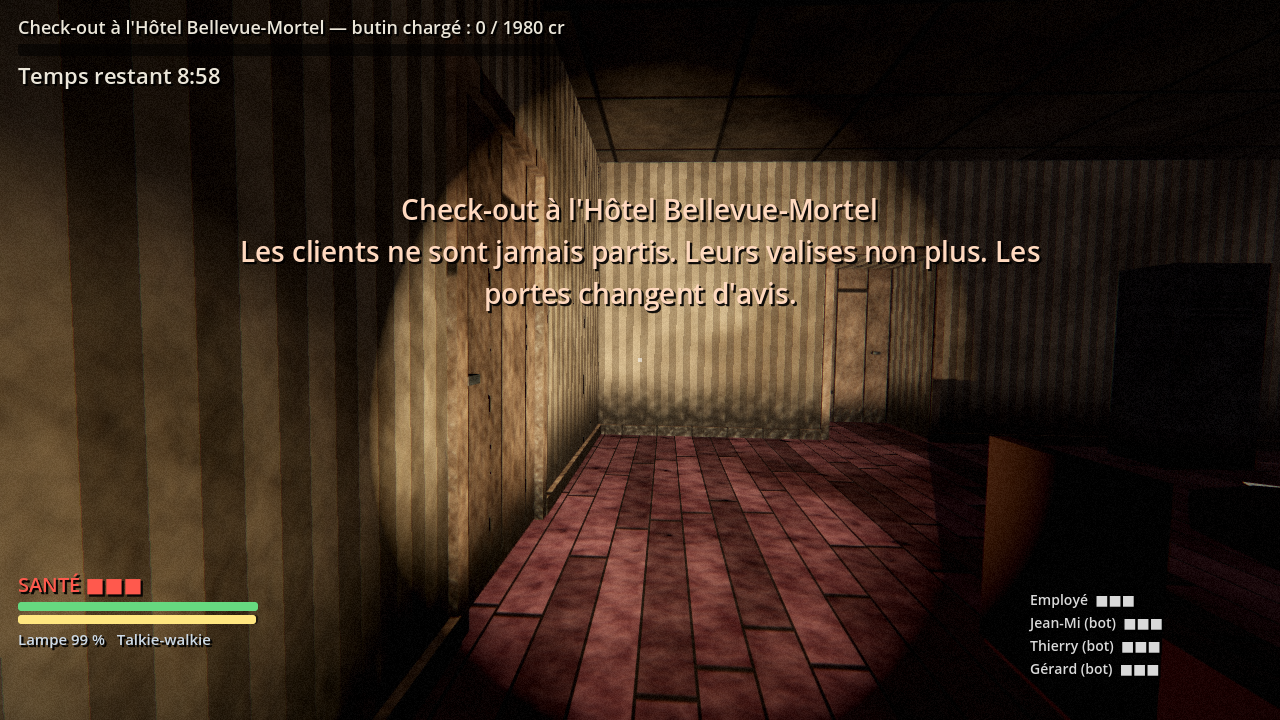 Check-out à l'Hôtel Bellevue-Mortel — butin chargé : 0 / 1980 cr
Temps restant 8:58
Check-out à l'Hôtel Bellevue-Mortel
Les clients ne sont jamais partis. Leurs valises non plus. Les
portes changent d'avis.
SANTÉ ■■■
Lampe 99 % Talkie-walkie
Employé ■■■
Jean-Mi (bot) ■■■
Thierry (bot) ■■■
Gérard (bot) ■■■